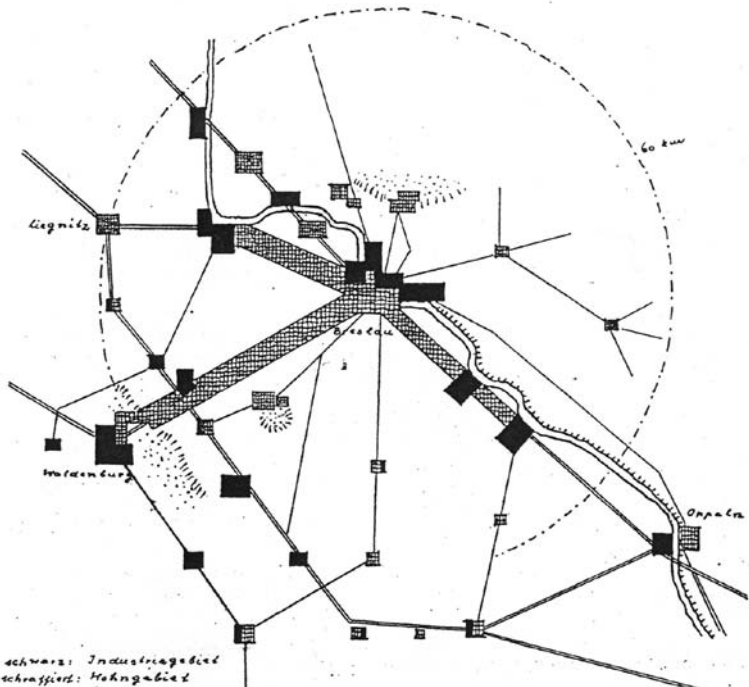 60 km
Liegnitz
Breslau
Waldenburg
Oppeln
schwarz: Industriegebiet
schraffiert: Wohngebiet